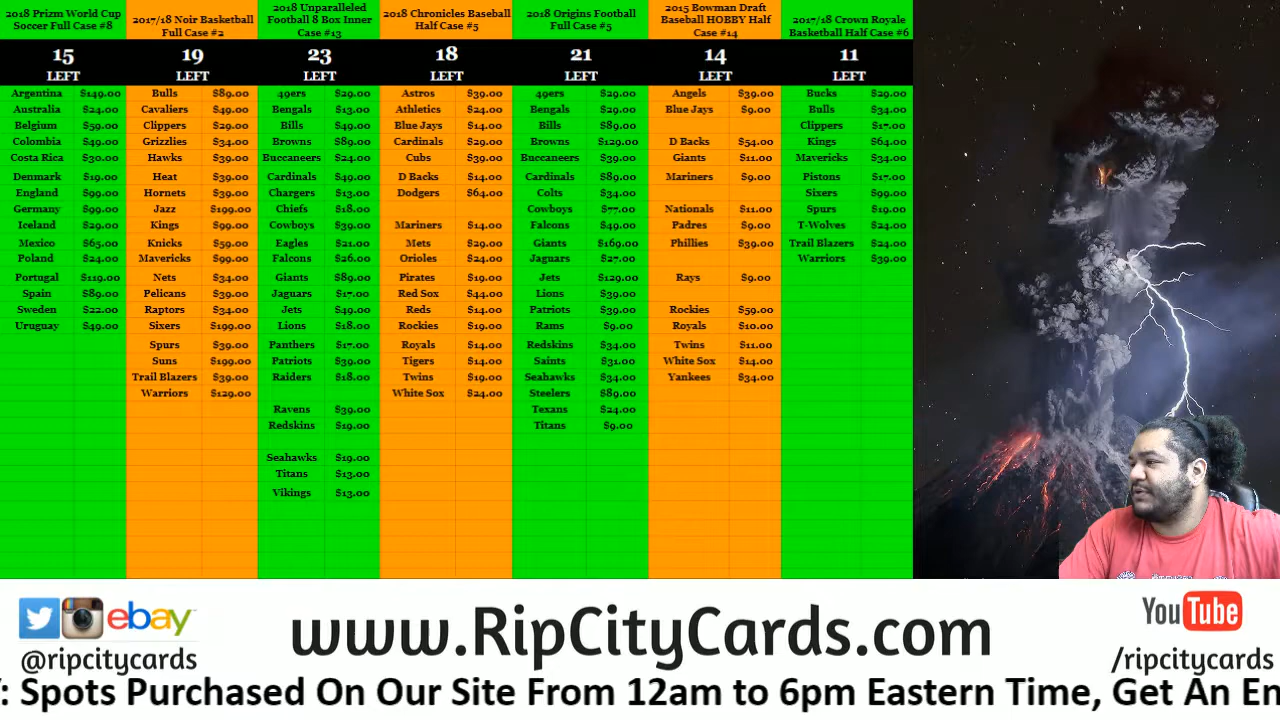 2018 Prizm World Cup
Soccer Full Case #8
15
LEFT
Argentina $149.00
Australia $24.00
Belgium $59.00
Colombia $49.00
Costa Rica $30.00
Denmark $19.00
England $99.00
Germany $99.00
Iceland $29.00
Mexico $65.00
Poland $24.00
Portugal $119.00
Spain $89.00
Sweden $22.00
Uruguay $49.00
2017/18 Noir Basketball
Full Case #2
19
LEFT
Bulls $89.00
Cavaliers $49.00
Clippers $29.00
Grizzlies $34.00
Hawks $39.00
Heat $39.00
Hornets $39.00
Jazz $199.00
Kings $99.00
Knicks $59.00
Mavericks $99.00
Nets $34.00
Pelicans $39.00
Raptors $34.00
Sixers $199.00
Spurs $39.00
Suns $199.00
Trail Blazers $39.00
Warriors $129.00
2018 Unparalleled
Football 8 Box Inner
Case #13
23
LEFT
49ers $29.00
Bengals $13.00
Bills $49.00
Browns $89.00
Buccaneers $24.00
Cardinals $49.00
Chargers $13.00
Chiefs $18.00
Cowboys $39.00
Eagles $21.00
Falcons $26.00
Giants $89.00
Jaguars $17.00
Jets $49.00
Lions $18.00
Panthers $17.00
Patriots $39.00
Raiders $18.00
Ravens $39.00
Redskins $19.00
Seahawks $19.00
Titans $13.00
Vikings $13.00
2018 Chronicles Baseball
Half Case #5
18
LEFT
Astros $39.00
Athletics $24.00
Blue Jays $14.00
Cardinals $29.00
Cubs $39.00
D Backs $14.00
Dodgers $64.00
Mariners $14.00
Mets $29.00
Orioles $24.00
Pirates $19.00
Red Sox $44.00
Reds $14.00
Rockies $19.00
Royals $14.00
Tigers $14.00
Twins $19.00
White Sox $24.00
2018 Origins Football
Full Case #5
21
LEFT
49ers $29.00
Bengals $29.00
Bills $89.00
Browns $129.00
Buccaneers $39.00
Cardinals $89.00
Colts $34.00
Cowboys $77.00
Falcons $49.00
Giants $169.00
Jaguars $27.00
Jets $129.00
Lions $39.00
Patriots $39.00
Rams $9.00
Redskins $34.00
Saints $31.00
Seahawks $34.00
Steelers $89.00
Texans $24.00
Titans $9.00
2015 Bowman Draft
Baseball HOBBY Half
Case #14
14
LEFT
Angels $39.00
Blue Jays $9.00
D Backs $54.00
Giants $11.00
Mariners $9.00
Nationals $11.00
Padres $9.00
Phillies $39.00
Rays $9.00
Rockies $59.00
Royals $10.00
Twins $11.00
White Sox $14.00
Yankees $34.00
2017/18 Crown Royale
Basketball Half Case #6
11
LEFT
Bucks $29.00
Bulls $34.00
Clippers $17.00
Kings $64.00
Mavericks $34.00
Pistons $17.00
Sixers $99.00
Spurs $19.00
T-Wolves $24.00
Trail Blazers $24.00
Warriors $39.00
ebay
@ripcitycards
www.RipCityCards.com
YouTube
/ripcitycards
: Spots Purchased On Our Site From 12am to 6pm Eastern Time, Get An En